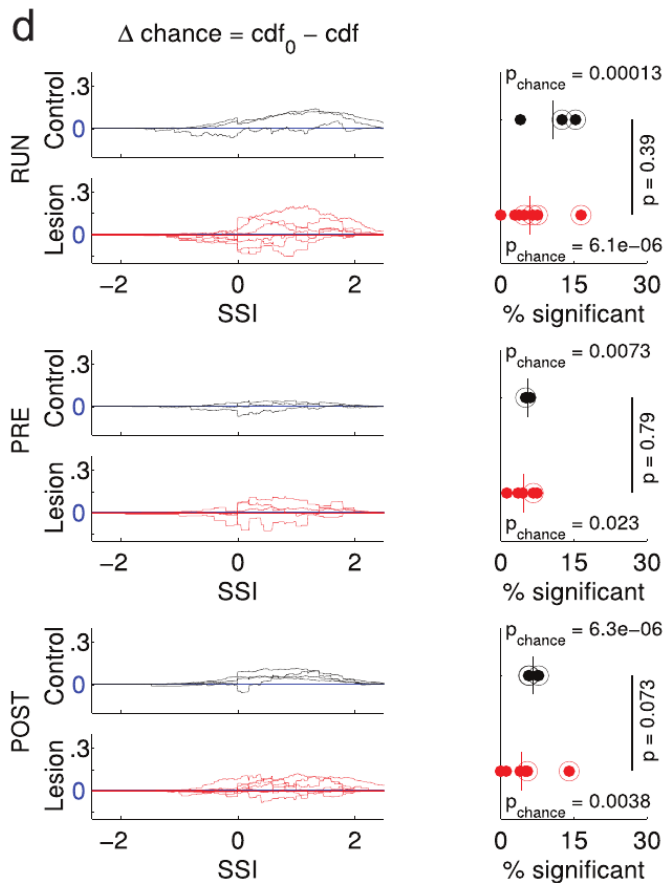 d
Δ chance = cdf0 − cdf
RUN
Control
.3
0
Lesion
.3
0
−2 0 2
SSI
pchance = 0.00013
p = 0.39
pchance = 6.1e−06
0 15 30
% significant
PRE
Control
.3
0
Lesion
.3
0
−2 0 2
SSI
pchance = 0.0073
p = 0.79
pchance = 0.023
0 15 30
% significant
POST
Control
.3
0
Lesion
.3
0
−2 0 2
SSI
pchance = 6.3e−06
p = 0.073
pchance = 0.0038
0 15 30
% significant